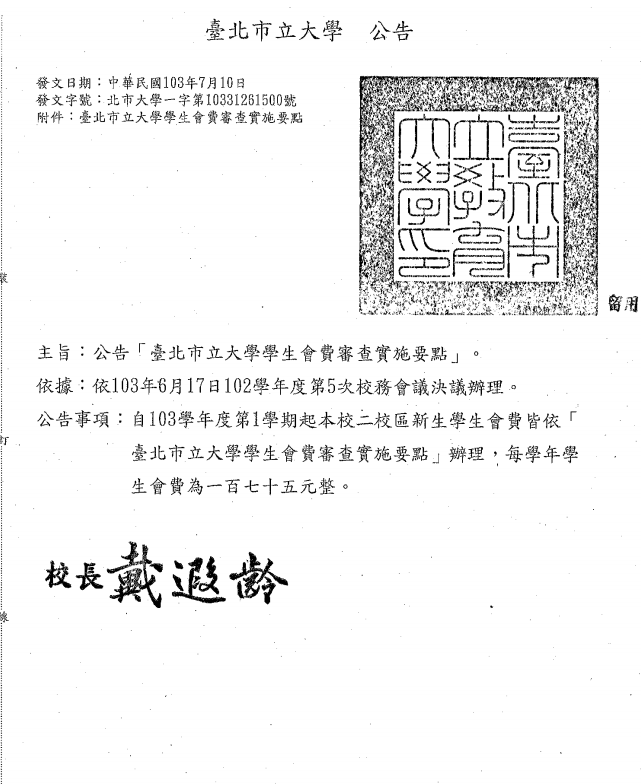 臺北市立大學　公告
發文日期：中華民國103年7月10日
發文字號：北市大學一字第10331261500號
附件：臺北市立大學學生會費審查實施要點
臺北市
立教育
大學印
留用
主旨：公告「臺北市立大學學生會費審查實施要點」。
依據：依103年6月17日102學年度第5次校務會議決議辦理。
公告事項：自103學年度第1學期起本校二校區新生學生會費皆依「
臺北市立大學學生會費審查實施要點」辦理，每學年學
生會費為一百七十五元整。
校長戴遐齡